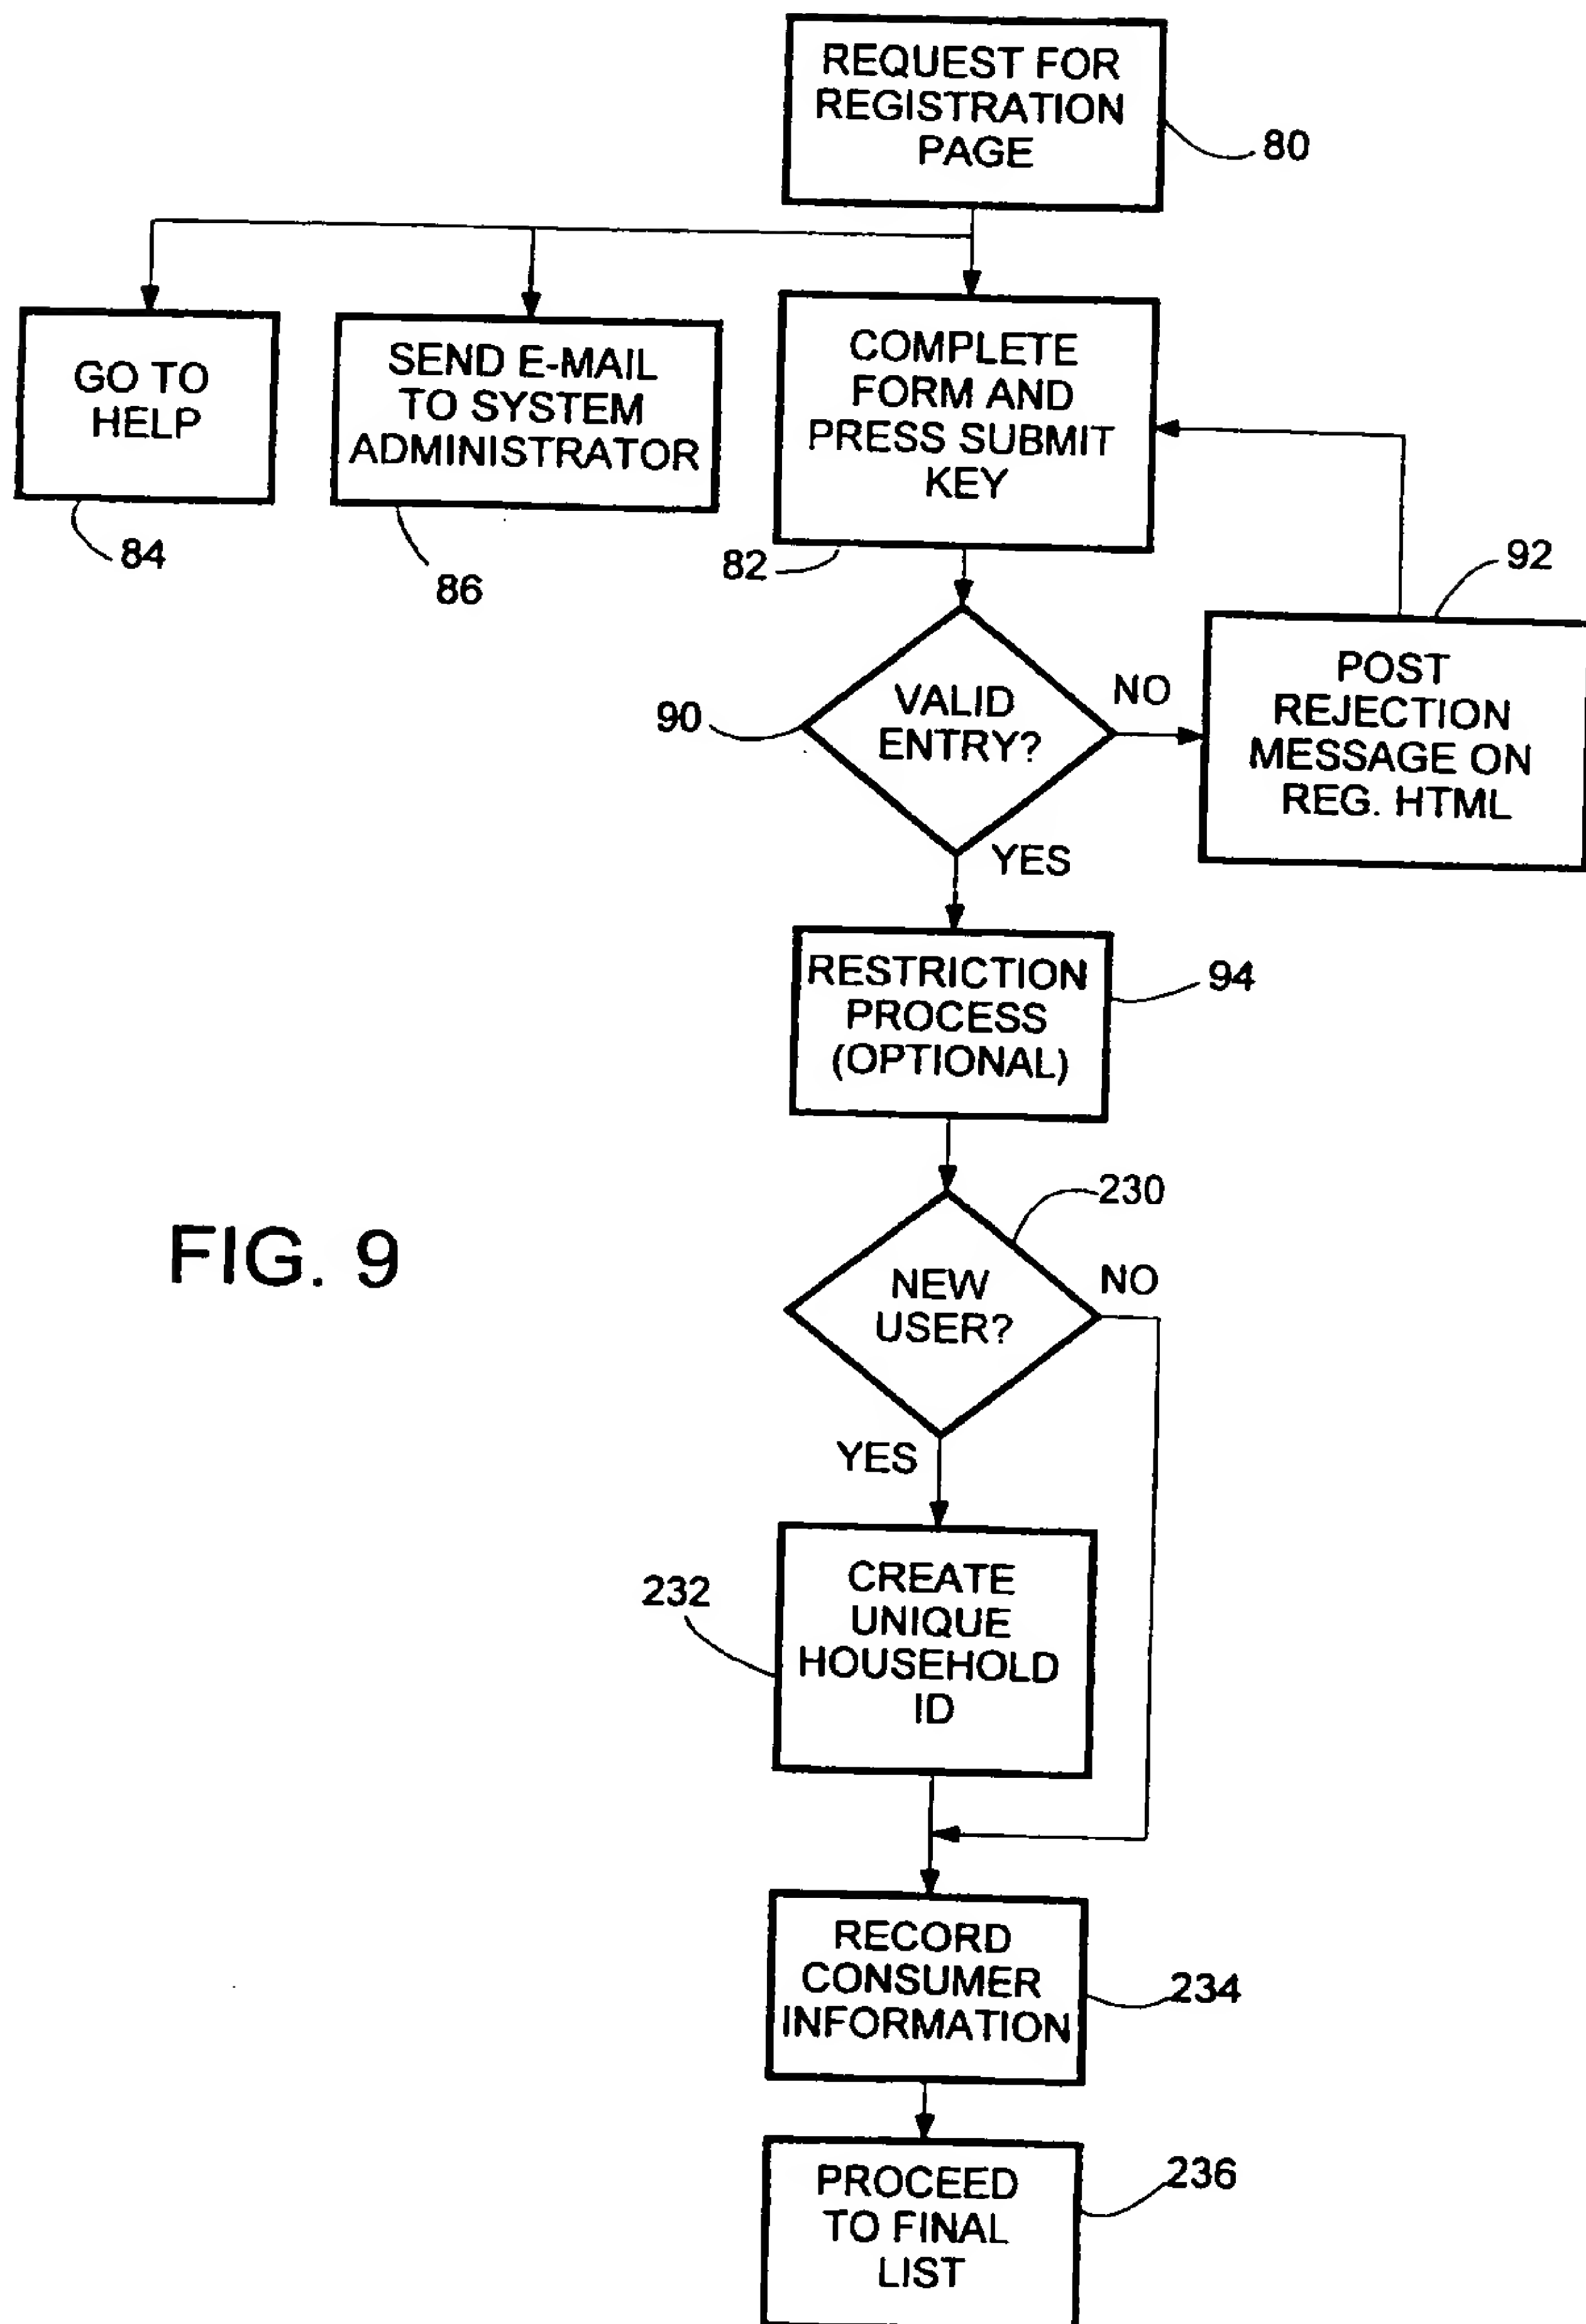 REQUEST FOR
REGISTRATION
PAGE
80
GO TO
HELP
84
SEND E-MAIL
TO SYSTEM
ADMINISTRATOR
86
COMPLETE
FORM AND
PRESS SUBMIT
KEY
82
92
POST
REJECTION
MESSAGE ON
REG. HTML
90
VALID
ENTRY?
NO
YES
RESTRICTION
PROCESS
(OPTIONAL)
94
230
NEW
USER?
NO
YES
FIG. 9
232
CREATE
UNIQUE
HOUSEHOLD
ID
RECORD
CONSUMER
INFORMATION
234
PROCEED
TO FINAL
LIST
236